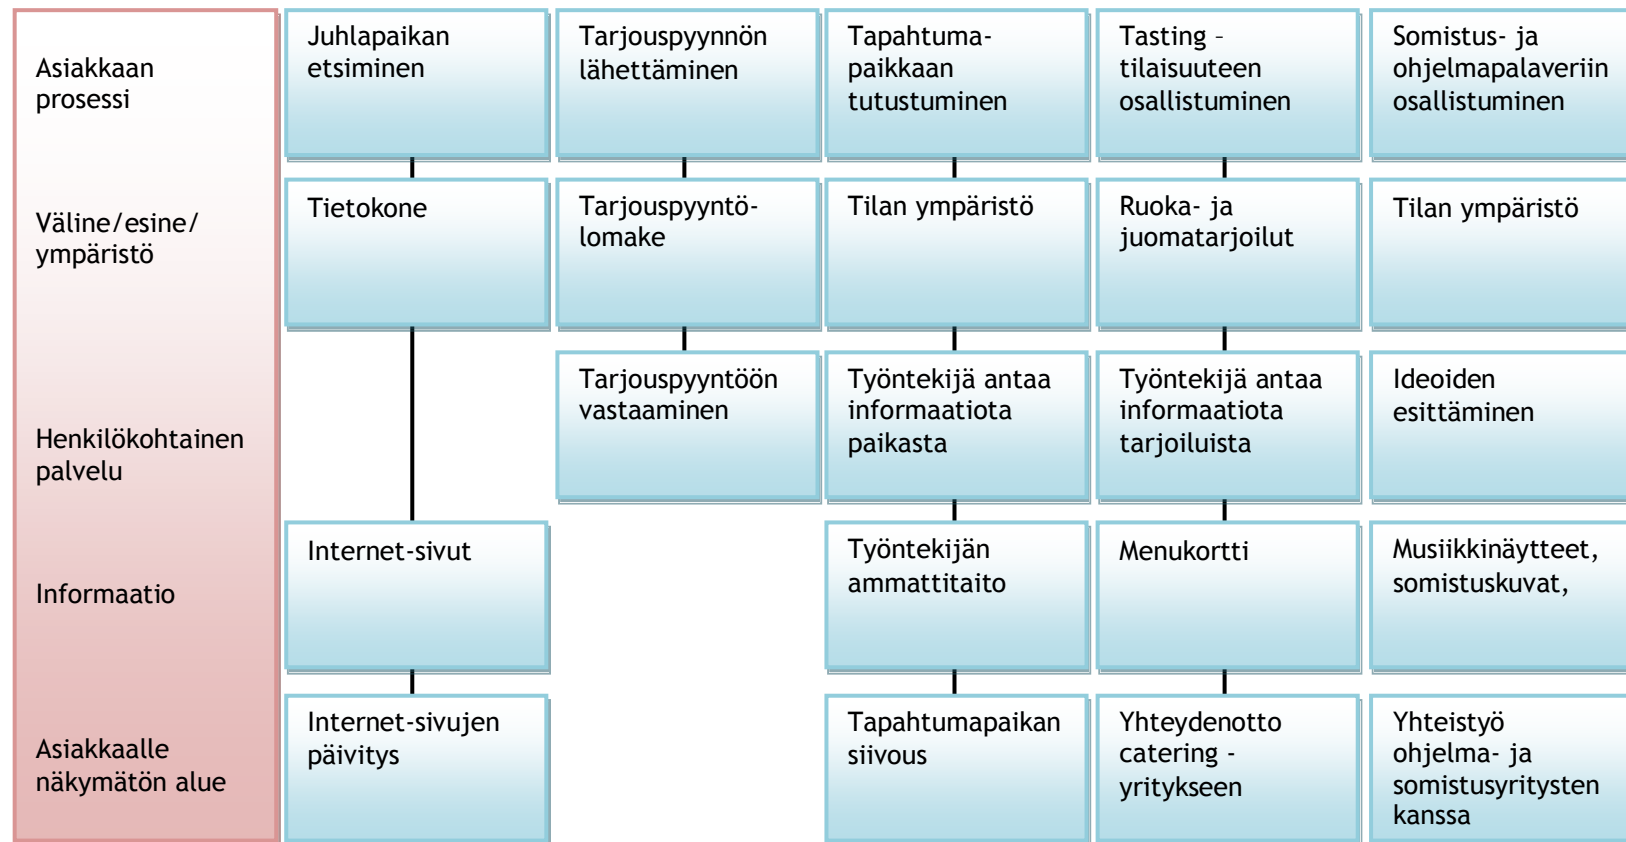 Asiakkaan
prosessi
Juhlapaikan
etsiminen
Tarjouspyynnön
lähettäminen
Tapahtuma-
paikkaan
tutustuminen
Tasting –
tilaisuuteen
osallistuminen
Somistus- ja
ohjelmapalaveriin
osallistuminen
Väline/esine/
ympäristö
Tietokone
Tarjouspyyntö-
lomake
Tilan ympäristö
Ruoka- ja
juomatarjoilut
Tilan ympäristö
Henkilökohtainen
palvelu
Tarjouspyyntöön
vastaaminen
Työntekijä antaa
informaatiota
paikasta
Työntekijä antaa
informaatiota
tarjoiluista
Ideoiden
esittäminen
Informaatio
Internet-sivut
Työntekijän
ammattitaito
Menukortti
Musiikkinäytteet,
somistuskuvat,
Asiakkaalle
näkymätön alue
Internet-sivujen
päivitys
Tapahtumapaikan
siivous
Yhteydenotto
catering -
yritykseen
Yhteistyö
ohjelma- ja
somistusyritysten
kanssa